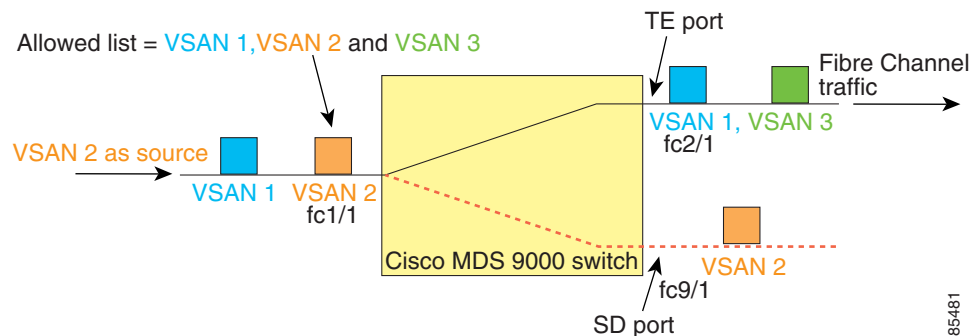 TE port
Allowed list = VSAN 1,VSAN 2 and VSAN 3
Fibre Channel
traffic
VSAN 1, VSAN 3
fc2/1
VSAN 2 as source
VSAN 1
VSAN 2
fc1/1
Cisco MDS 9000 switch
VSAN 2
fc9/1
SD port
85481